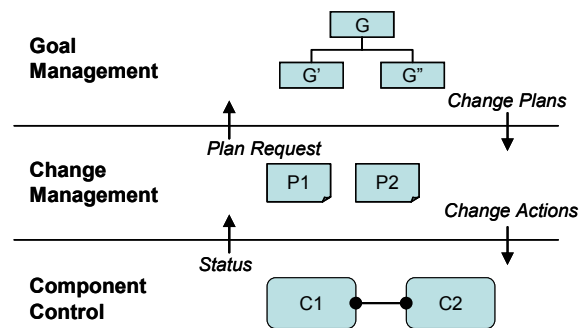 G
Goal
Management
G’ G”
Change Plans
Plan Request
Change
Management
P1 P2
Change Actions
Status
Component
Control
C1 C2